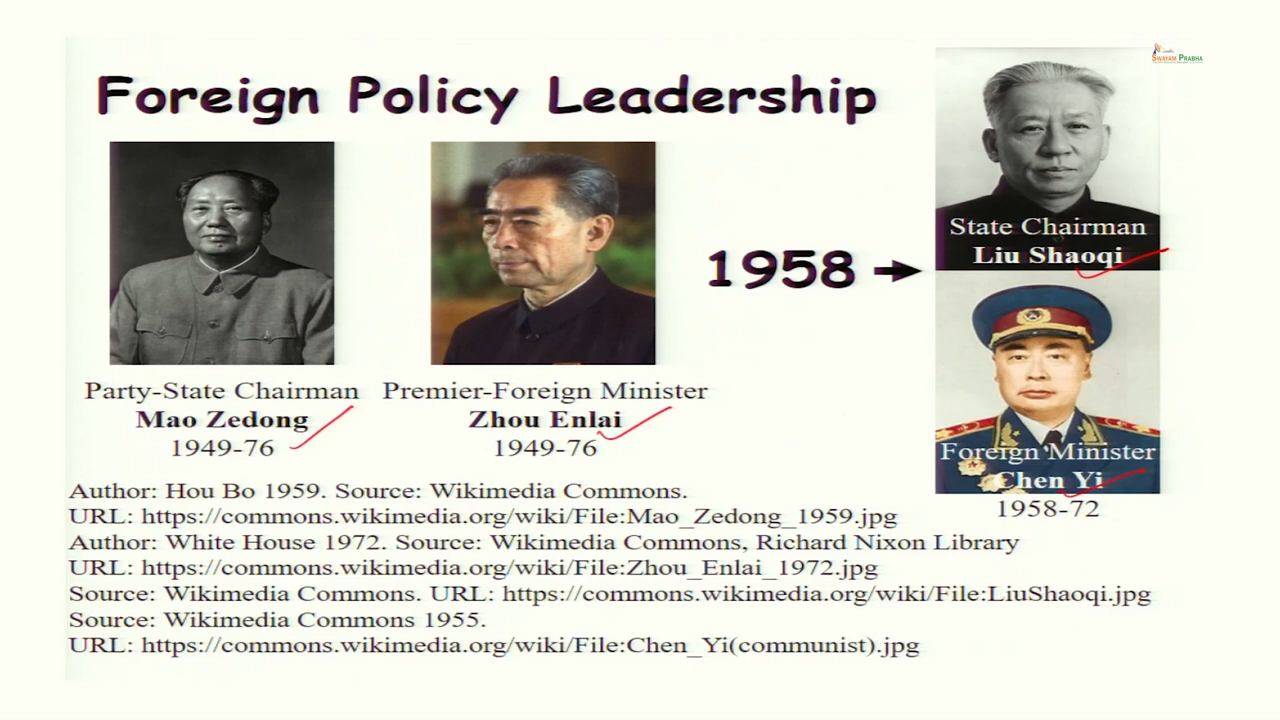 SWAYAM PRABHA
Foreign Policy Leadership
1958
State Chairman
Liu Shaoqi
Party-State Chairman
Mao Zedong
1949-76
Premier-Foreign Minister
Zhou Enlai
1949-76
Foreign Minister
Chen Yi
1958-72
Author: Hou Bo 1959. Source: Wikimedia Commons.
URL: https://commons.wikimedia.org/wiki/File:Mao_Zedong_1959.jpg
Author: White House 1972. Source: Wikimedia Commons, Richard Nixon Library
URL: https://commons.wikimedia.org/wiki/File:Zhou_Enlai_1972.jpg
Source: Wikimedia Commons. URL: https://commons.wikimedia.org/wiki/File:LiuShaoqi.jpg
Source: Wikimedia Commons 1955.
URL: https://commons.wikimedia.org/wiki/File:Chen_Yi(communist).jpg